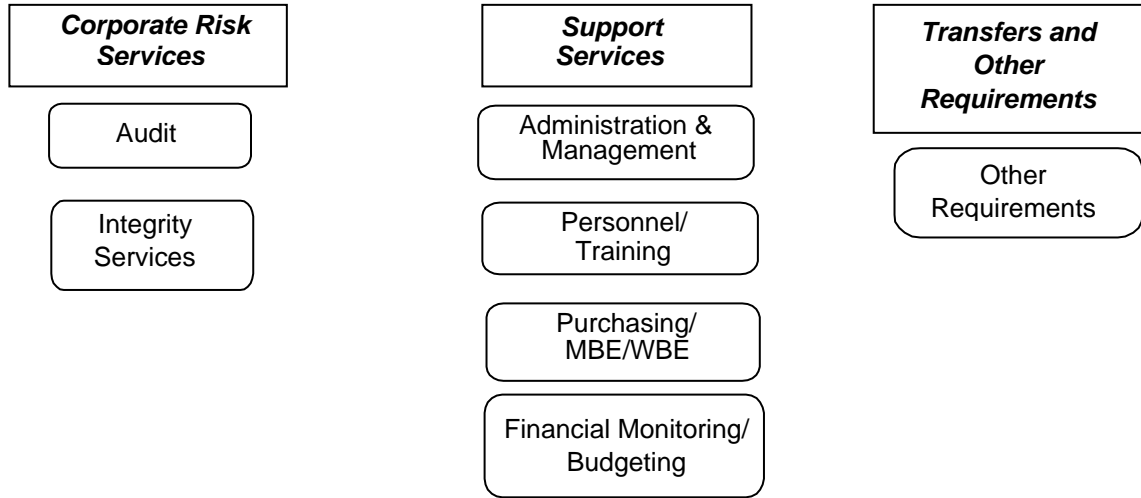 Corporate Risk
Services
Audit
Integrity
Services
Support
Services
Administration &
Management
Personnel/
Training
Purchasing/
MBE/WBE
Financial Monitoring/
Budgeting
Transfers and
Other
Requirements
Other
Requirements